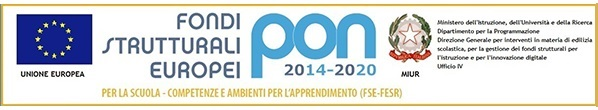 UNIONE EUROPEA
FONDI
STRUTTURALI
EUROPEI
pon
2014-2020
MIUR
Ministero dell'Istruzione, dell'Università e della Ricerca
Dipartimento per la Programmazione
Direzione Generale per interventi in materia di edilizia
scolastica, per la gestione dei fondi strutturali per
l'istruzione e per l'innovazione digitale
Ufficio IV
PER LA SCUOLA - COMPETENZE E AMBIENTI PER L'APPRENDIMENTO (FSE-FESR)